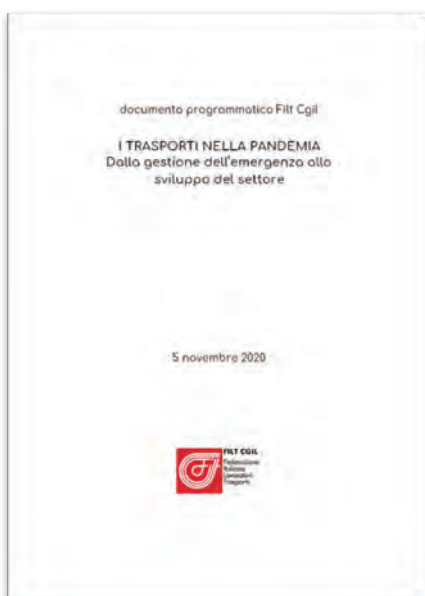 documento programmatico Filt Cgil
I TRASPORTI NELLA PANDEMIA
Dalla gestione dell'emergenza allo
sviluppo del settore
5 novembre 2020
FILT CGIL
Federazione
Italiana
Lavoratori
Trasporti